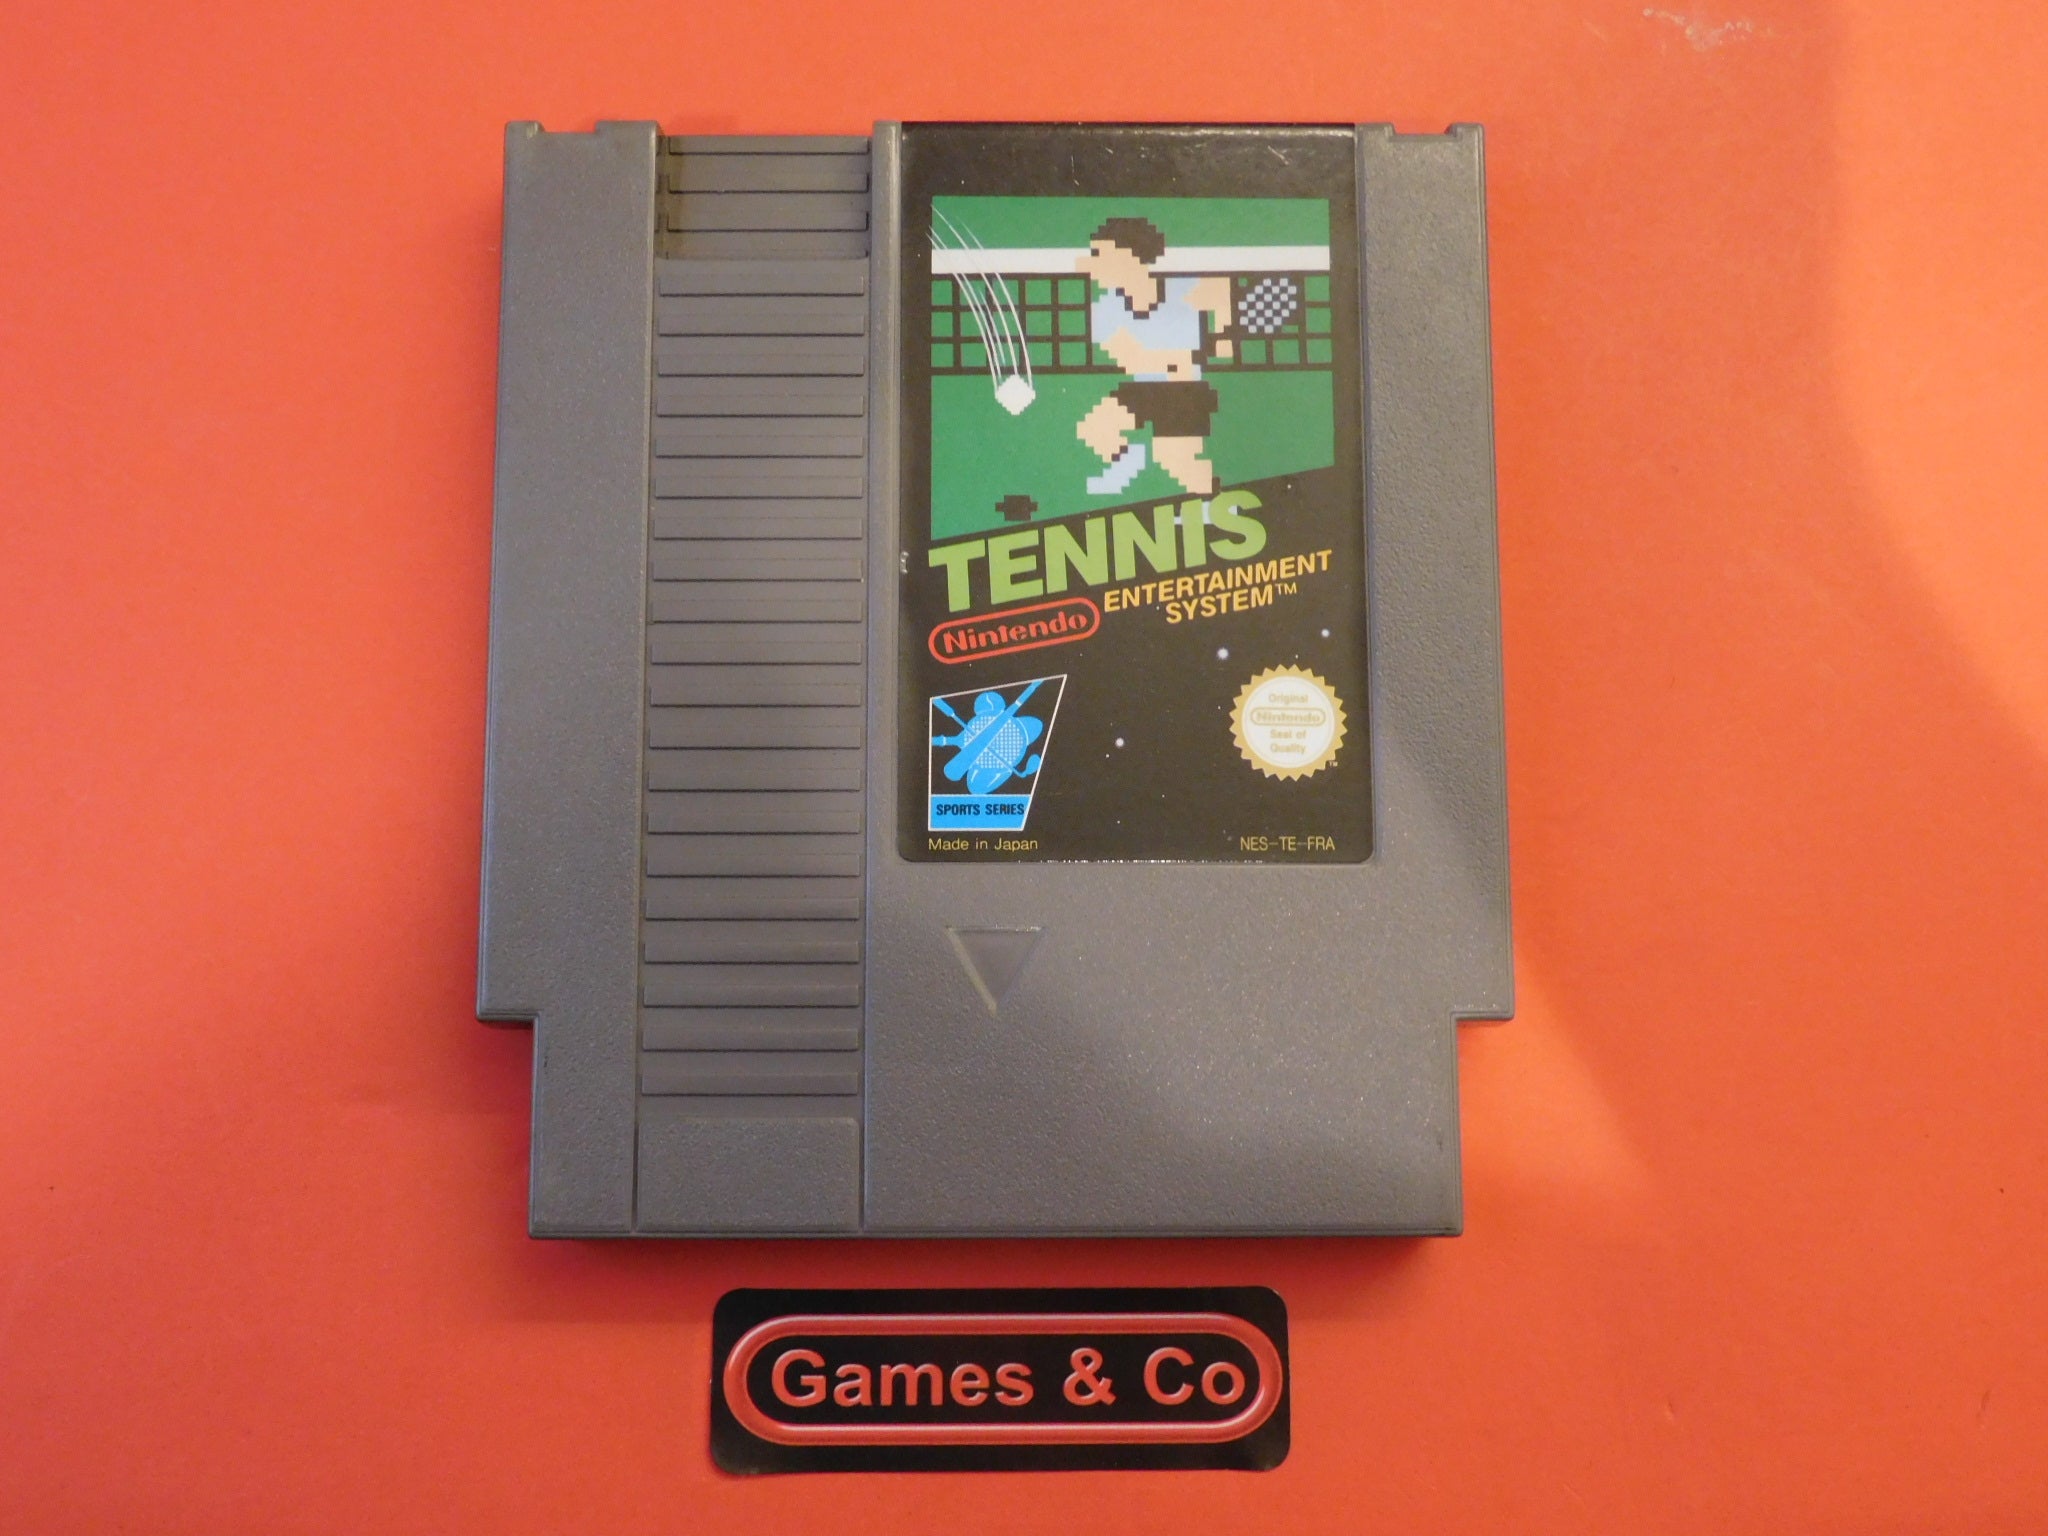 TENNIS
Nintendo
ENTERTAINMENT
SYSTEM™
Original
Nintendo
Seal of
Quality
TM
SPORTS SERIES
Made in Japan
NES-TE-FRA
Games & Co